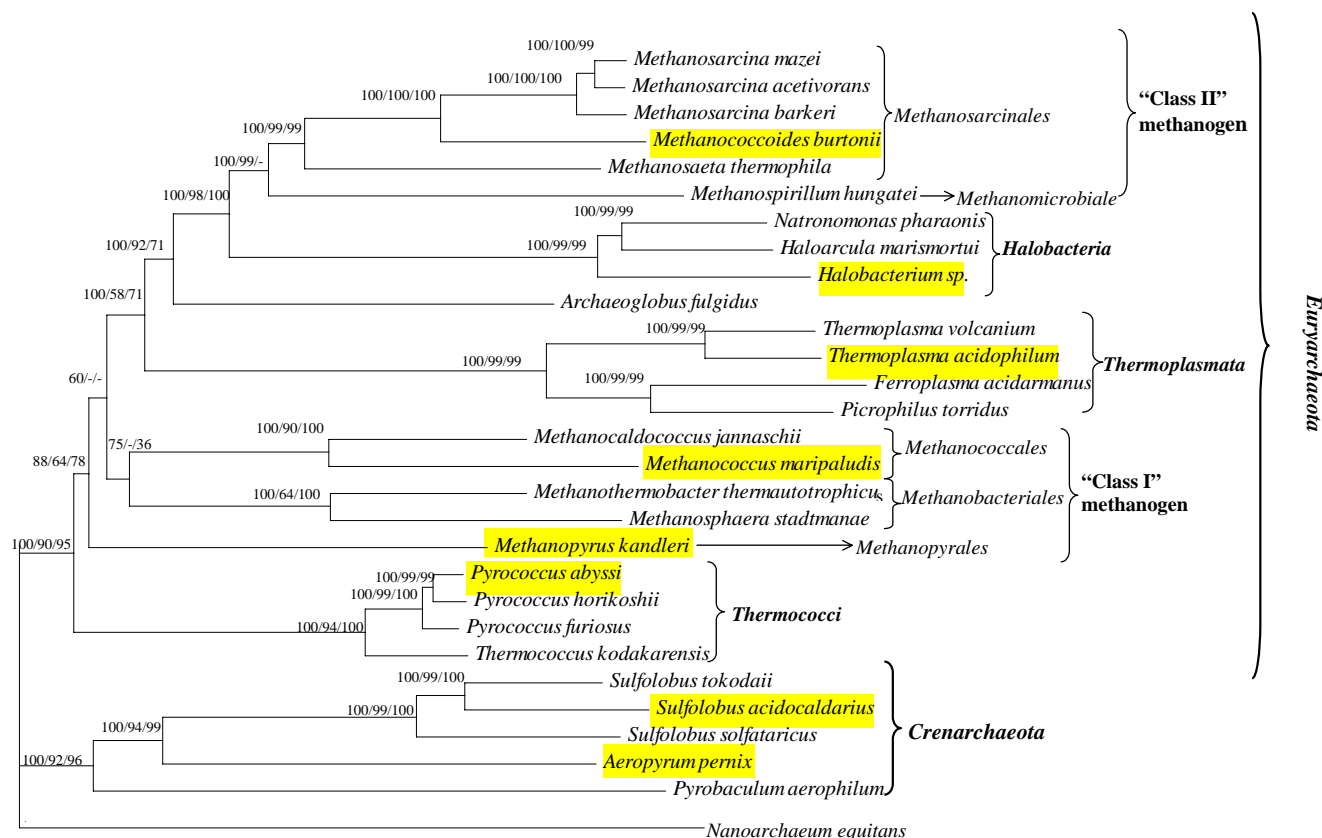 100/100/99
Methanosarcina mazei
100/100/100
Methanosarcina acetivorans
100/100/100
Methanosarcina barkeri
Methanosarcinales
“Class II”
methanogen
100/99/99
Methanococcoides burtonii
100/99/-
Methanosaeta thermophila
100/98/100
Methanospirillum hungatei
Methanomicrobiale
100/99/99
Natronomonas pharaonis
100/92/71
100/99/99
Haloarcula marismortui
Halobacteria
Halobacterium sp.
100/58/71
Archaeoglobus fulgidus
100/99/99
Thermoplasma volcanium
100/99/99
Thermoplasma acidophilum
Thermoplasmata
Euryarchaeota
60/-/-
100/99/99
Ferroplasma acidarmanus
Picrophilus torridus
100/90/100
Methanocaldococcus jannaschii
75/-/36
Methanococcales
88/64/78
Methanococcus maripaludis
100/64/100
Methanothermobacter thermautotrophicus
Methanobacteriales
“Class I”
methanogen
Methanosphaera stadtmanae
100/90/95
Methanopyrus kandleri
Methanopyrales
100/99/99
Pyrococcus abyssi
100/99/100
Pyrococcus horikoshii
Thermococci
100/94/100
Pyrococcus furiosus
Thermococcus kodakarensis
100/99/100
Sulfolobus tokodaii
100/99/100
Sulfolobus acidocaldarius
100/94/99
Sulfolobus solfataricus
Crenarchaeota
100/92/96
Aeropyrum pernix
Pyrobaculum aerophilum
Nanoarchaeum equitans